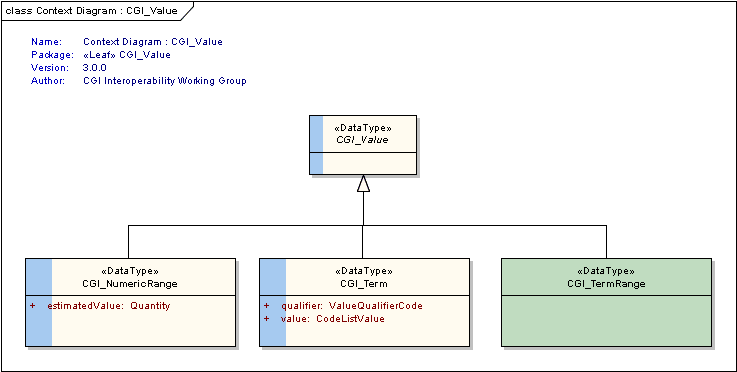 class Context Diagram : CGI_Value
Name: Context Diagram : CGI_Value
Package: «Leaf» CGI_Value
Version: 3.0.0
Author: CGI Interoperability Working Group
«DataType»
CGI_Value
«DataType»
CGI_NumericRange
+ estimatedValue: Quantity
«DataType»
CGI_Term
+ qualifier: ValueQualifierCode
+ value: CodeListValue
«DataType»
CGI_TermRange